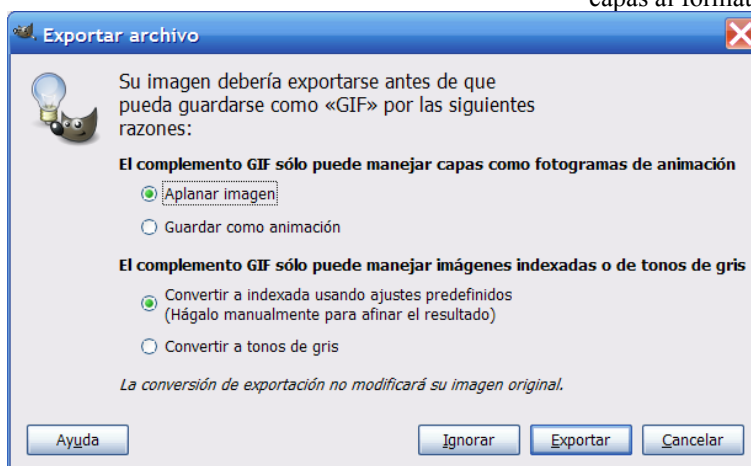 capas al format
Exportar archivo
Su imagen debería exportarse antes de que
pueda guardarse como «GIF» por las siguientes
razones:
El complemento GIF sólo puede manejar capas como fotogramas de animación
Aplanar imagen
Guardar como animación
El complemento GIF sólo puede manejar imágenes indexadas o de tonos de gris
Convertir a indexada usando ajustes predefinidos
(Hágalo manualmente para afinar el resultado)
Convertir a tonos de gris
La conversión de exportación no modificará su imagen original.
Ayuda Ignorar Exportar Cancelar